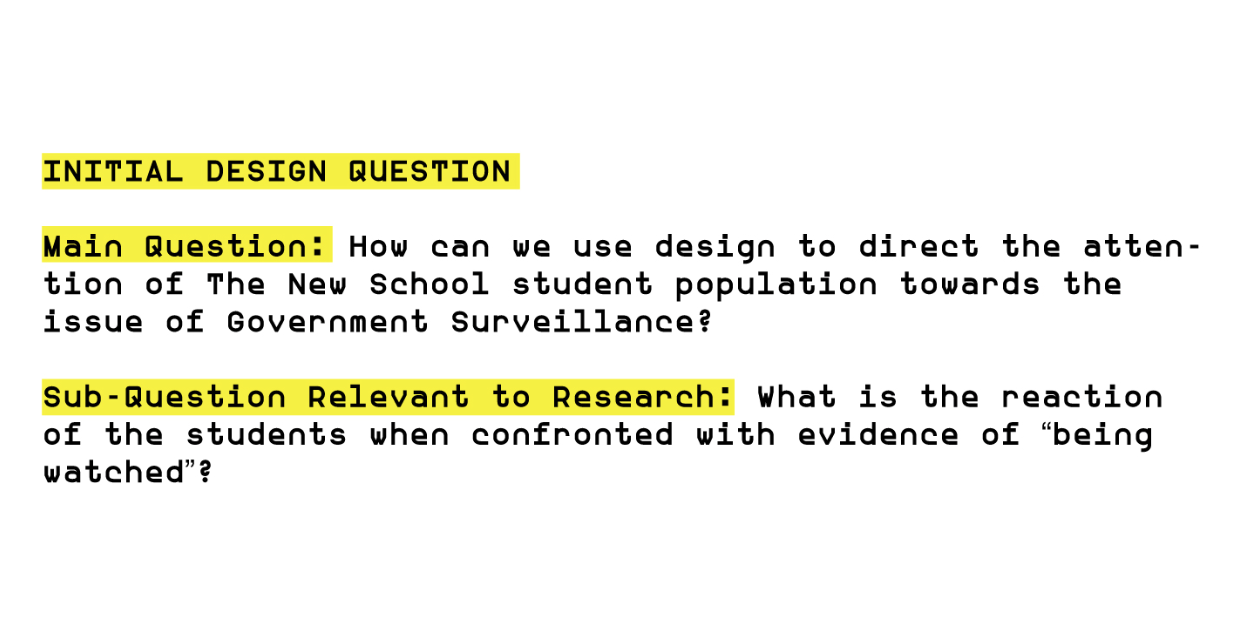 INITIAL DESIGN QUESTION
Main Question: How can we use design to direct the atten-
tion of The New School student population towards the
issue of Government Surveillance?
Sub-Question Relevant to Research: What is the reaction
of the students when confronted with evidence of “being
watched”?